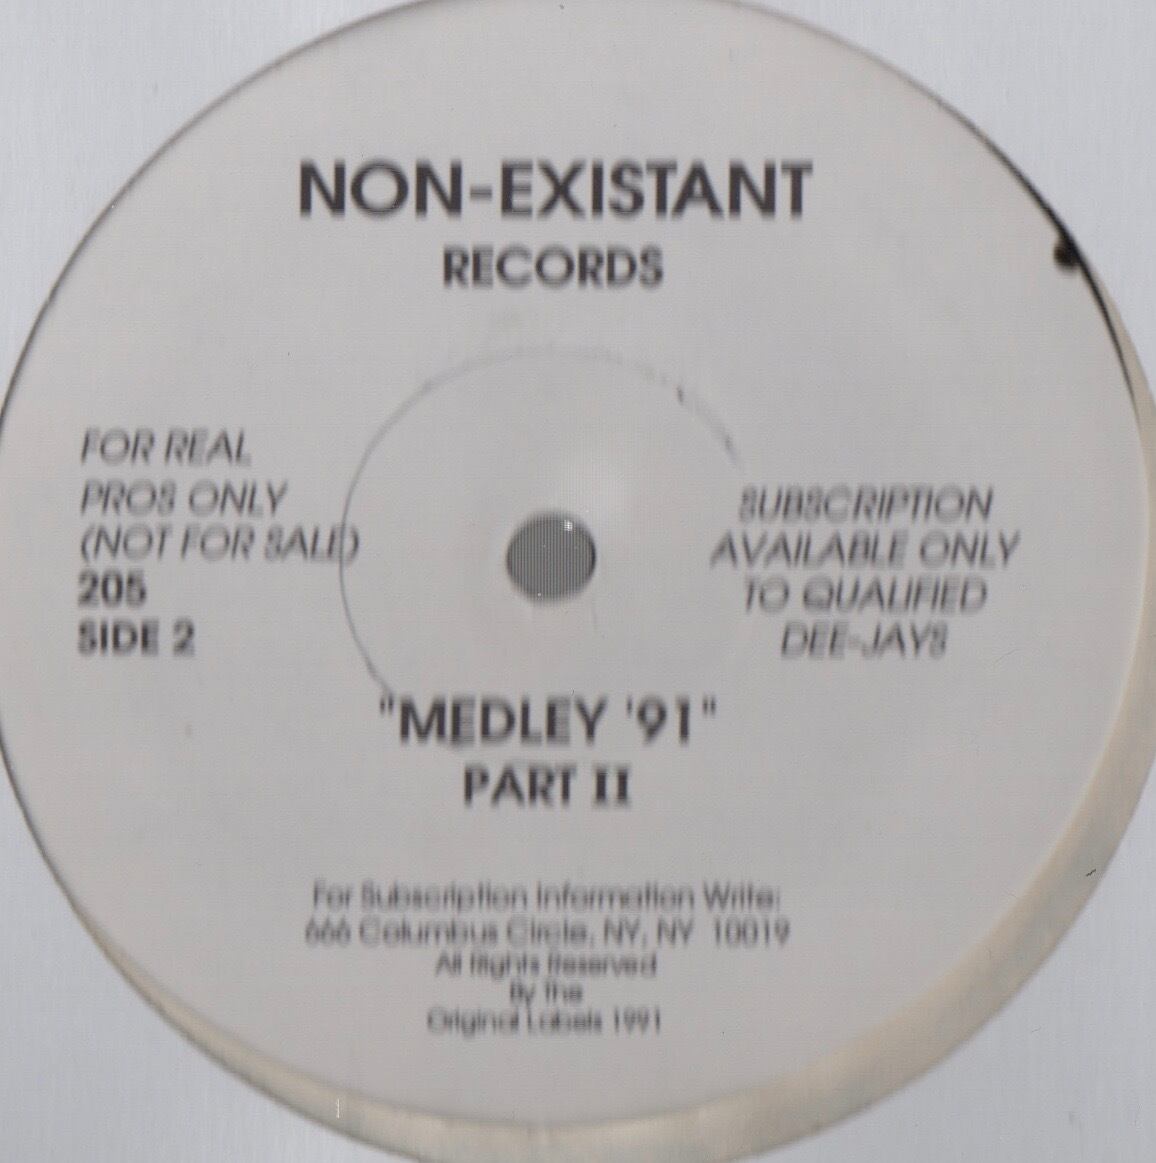 NON-EXISTANT
RECORDS
FOR REAL
PROS ONLY
(NOT FOR SALE)
205
SIDE 2
SUBSCRIPTION
AVAILABLE ONLY
TO QUALIFIED
DEE-JAYS
"MEDLEY '91"
PART II
For Subscription Information Write:
666 Columbus Circle, NY, NY 10019
All Rights Reserved
By The
Original Labels 1991